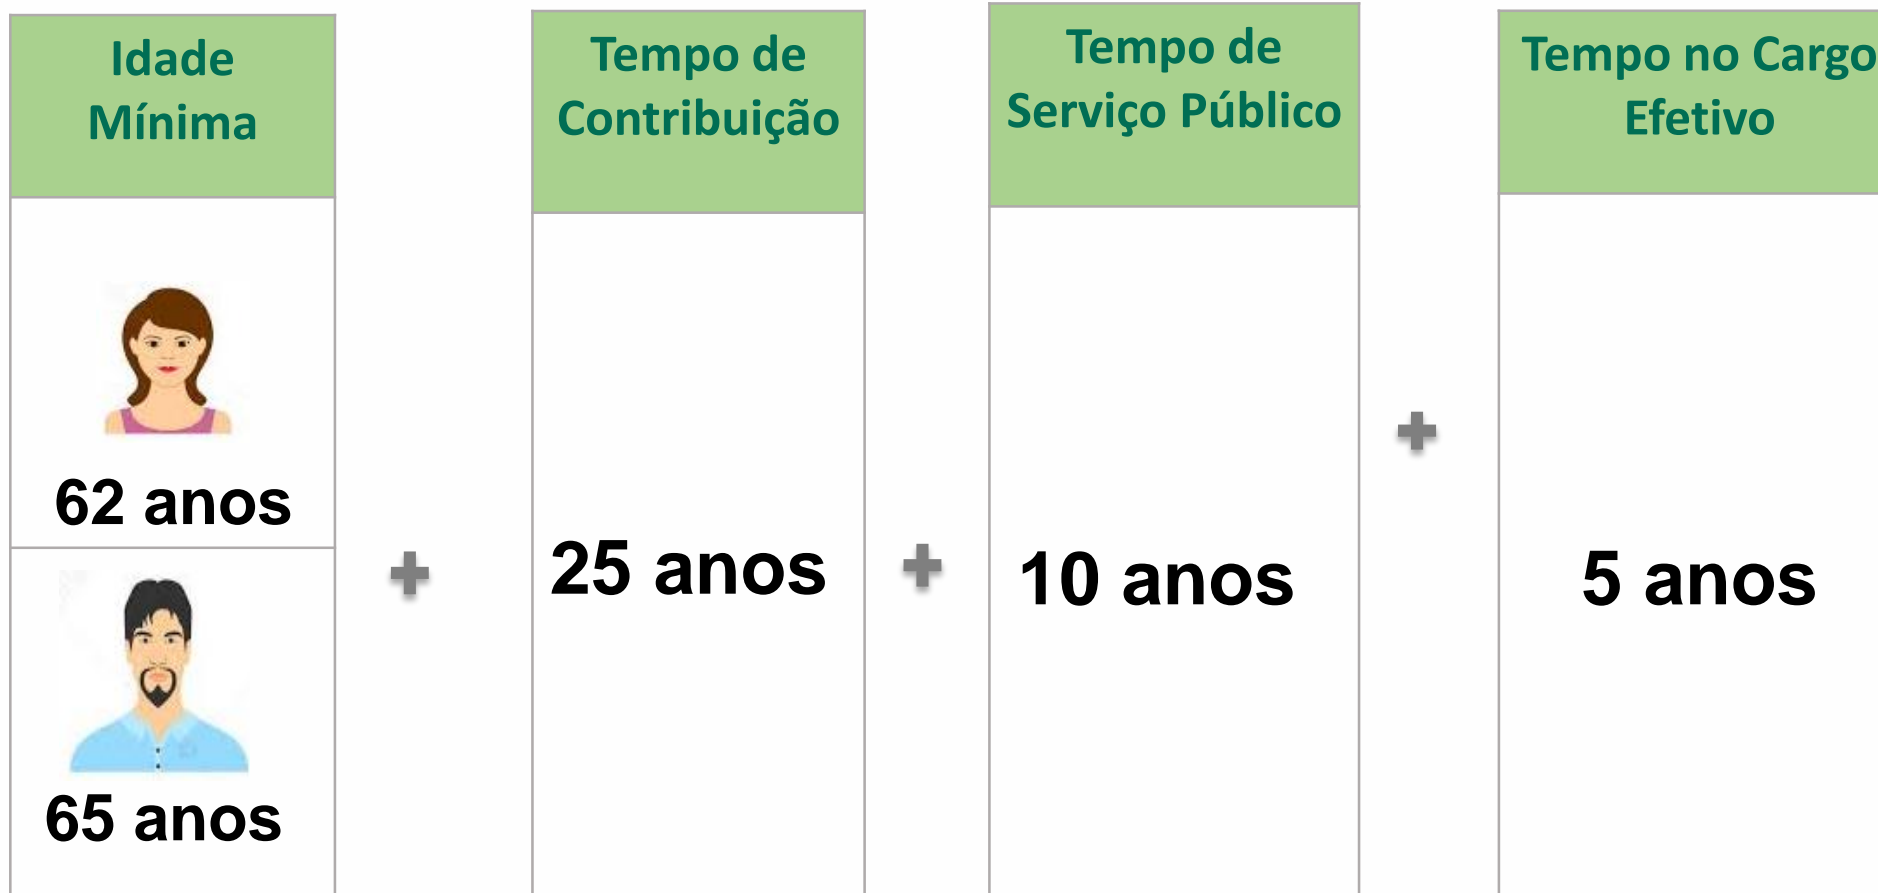 Idade
Mínima
62 anos
65 anos
Tempo de
Contribuição
25 anos
Tempo de
Serviço Público
10 anos
Tempo no Cargo
Efetivo
5 anos